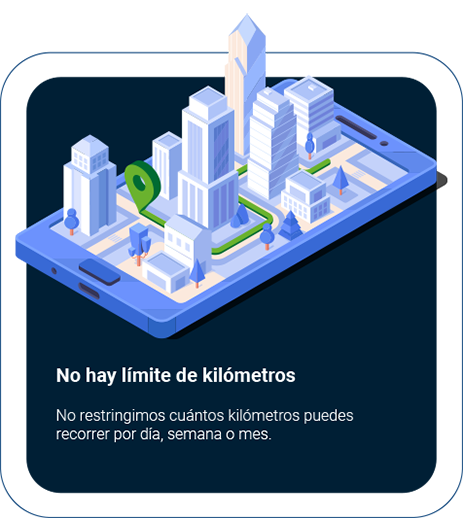 No hay límite de kilómetros
No restringimos cuántos kilómetros puedes
recorrer por día, semana o mes.